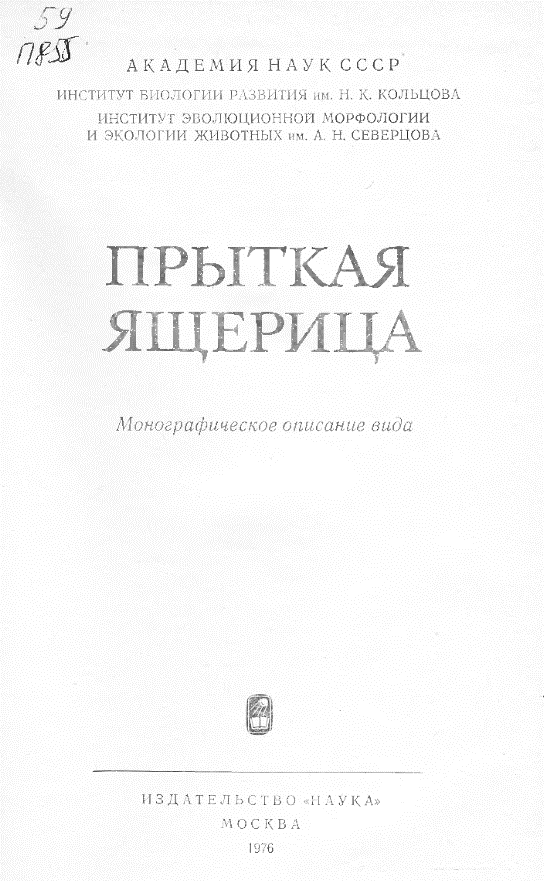 59
П855
АКАДЕМИЯ НАУК СССР
ИНСТИТУТ БИОЛОГИИ РАЗВИТИЯ им. Н. К. КОЛЬЦОВА
ИНСТИТУТ ЭВОЛЮЦИОННОЙ МОРФОЛОГИИ
И ЭКОЛОГИИ ЖИВОТНЫХ им. А. Н. СЕВЕРЦОВА
ПРЫТКАЯ
ЯЩЕРИЦА
Монографическое описание вида
ИЗДАТЕЛЬСТВО «НАУКА»
МОСКВА
1976